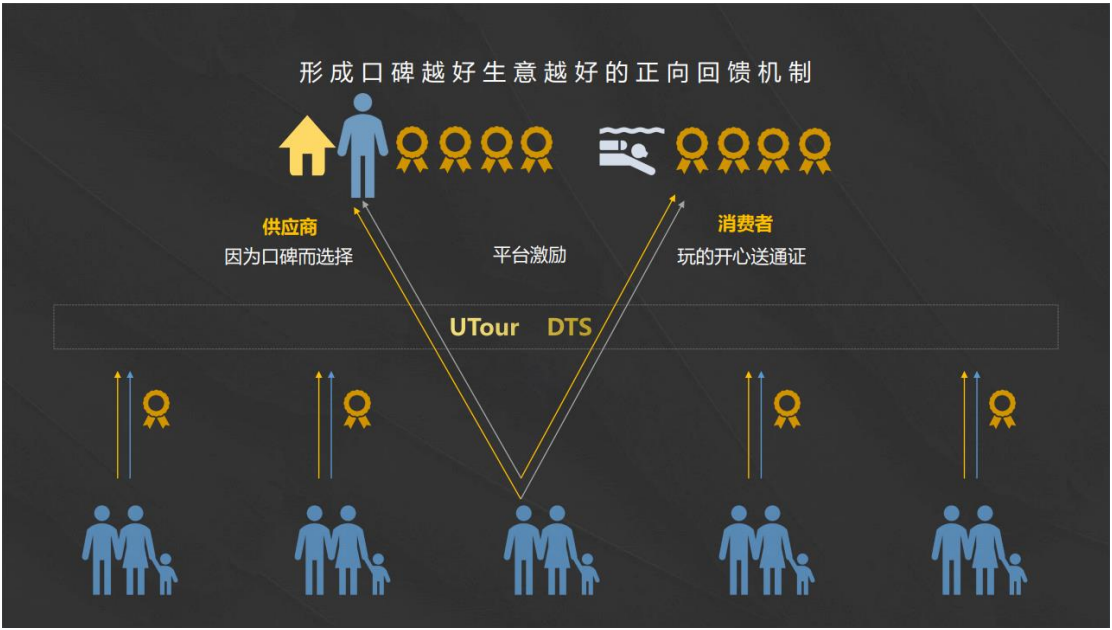 形成口碑越好生意越好的正向回馈机制
供应商
因为口碑而选择
平台激励
消费者
玩的开心送通证
UTour DTS